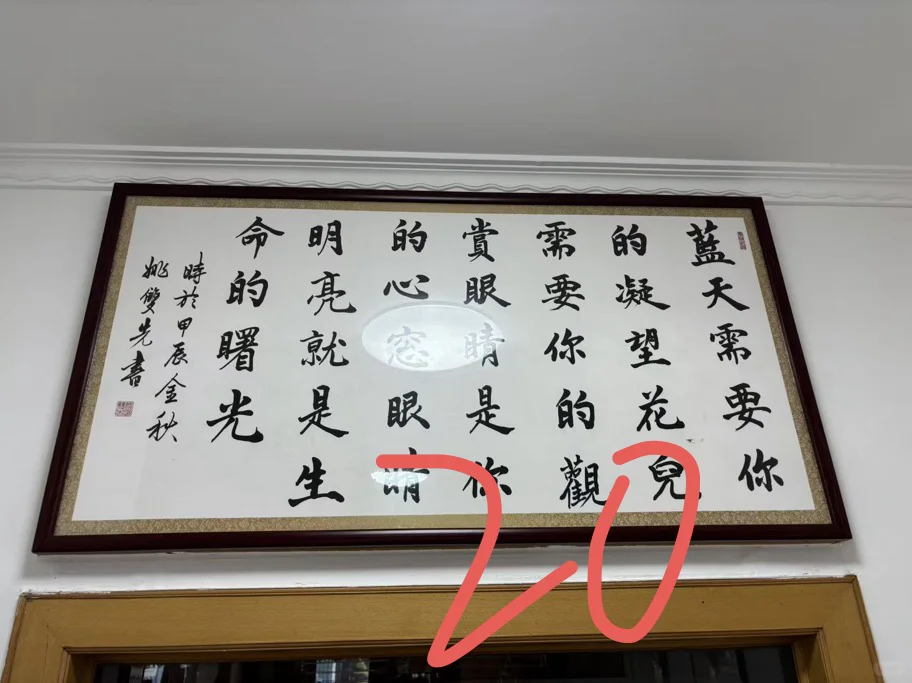 藍天需要你
的凝望花兒
需要你的觀
賞眼睛是你
的心窓眼睛
明亮就是生
命的曙光
時於甲辰金秋
姚雙先書
20